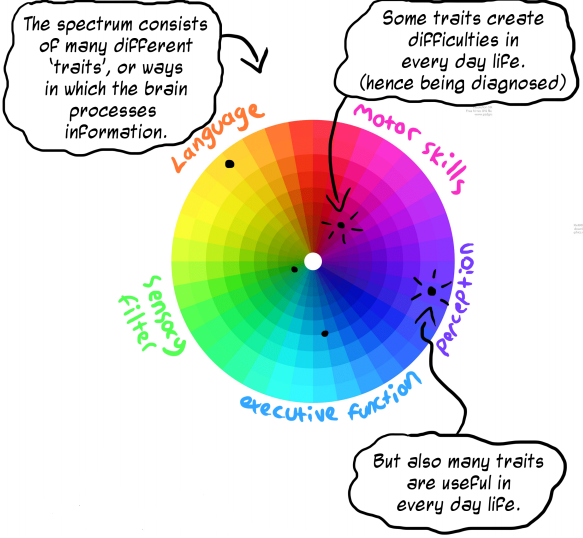 The spectrum consists
of many different
'traits', or ways
in which the brain
processes
information.
Some traits create
difficulties in
every day life.
(hence being diagnosed)
Language
Motor skills
perception
Sensory
filter
executive function
But also many traits
are useful in
every day life.